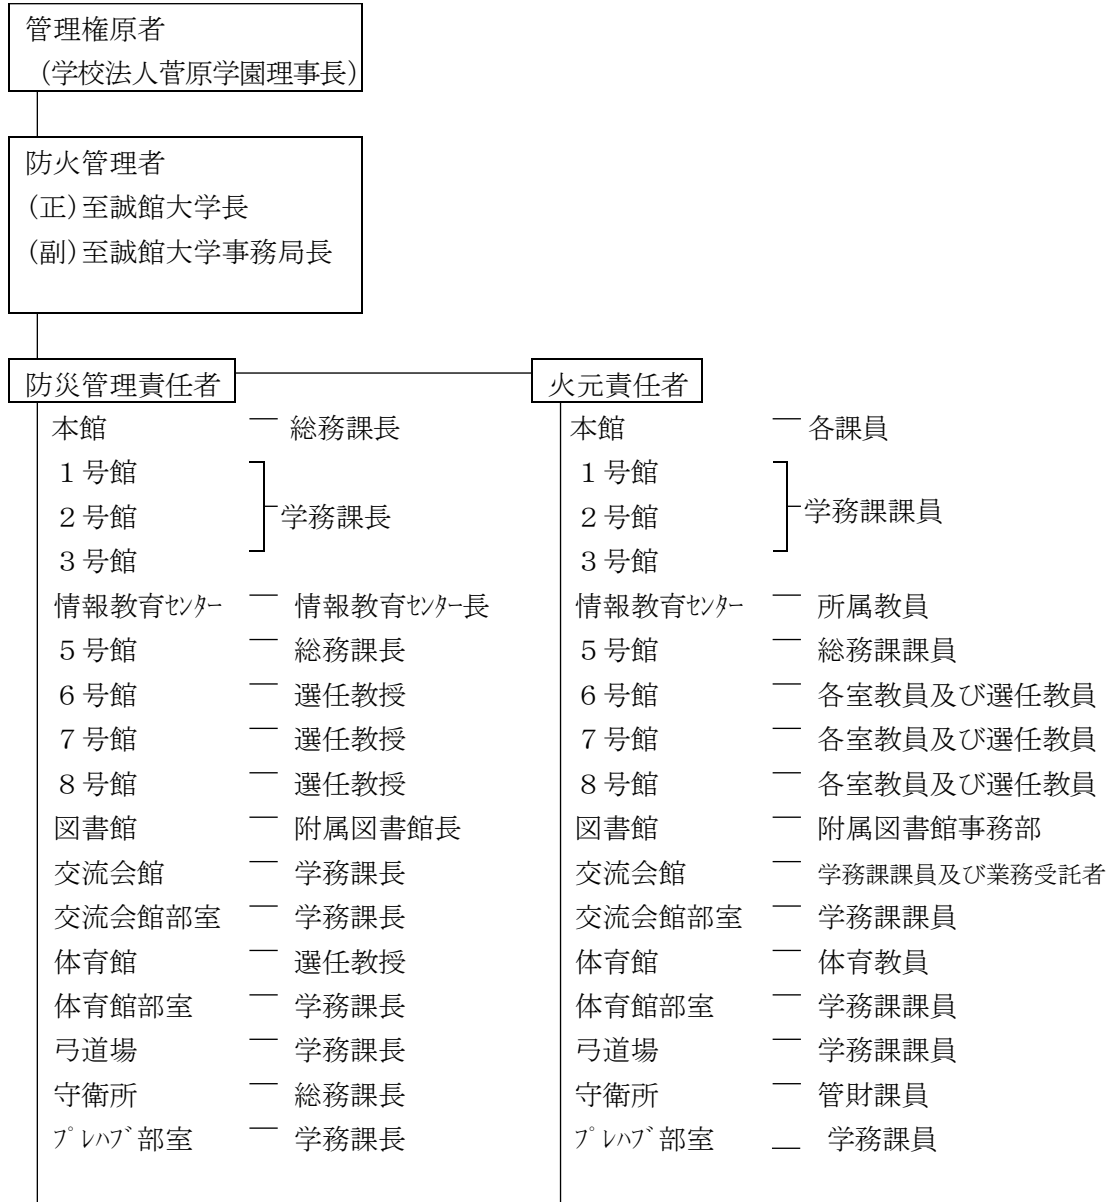 管理権原者
(学校法人菅原学園理事長)
防火管理者
(正)至誠館大学長
(副)至誠館大学事務局長
防災管理責任者 火元責任者
本館 総務課長 本館 各課員
1号館 1号館
2号館 学務課長 2号館 学務課課員
3号館 3号館
情報教育センター 情報教育センター長 情報教育センター 所属教員
5号館 総務課長 5号館 総務課課員
6号館 選任教授 6号館 各室教員及び選任教員
7号館 選任教授 7号館 各室教員及び選任教員
8号館 選任教授 8号館 各室教員及び選任教員
図書館 附属図書館長 図書館 附属図書館事務部
交流会館 学務課長 交流会館 学務課課員及び業務受託者
交流会館部室 学務課長 交流会館部室 学務課課員
体育館 選任教授 体育館 体育教員
体育館部室 学務課長 体育館部室 学務課課員
弓道場 学務課長 弓道場 学務課課員
守衛所 総務課長 守衛所 管財課員
プレハブ部室 学務課長 プレハブ部室 学務課員